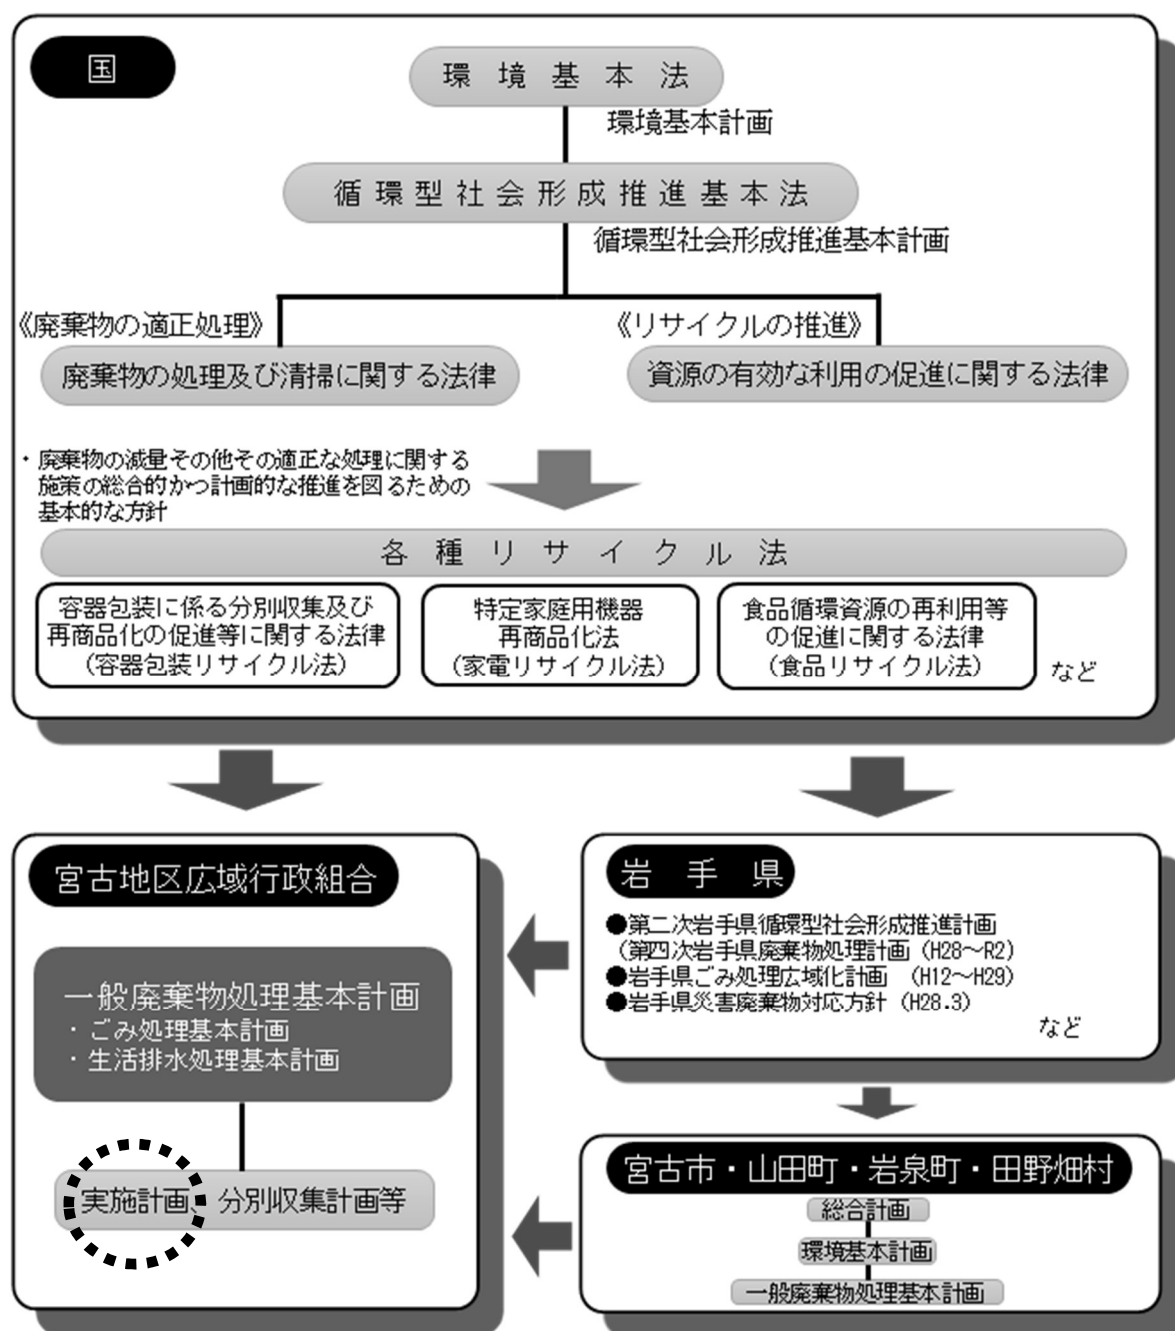 国
環境基本法
環境基本計画
循環型社会形成推進基本法
循環型社会形成推進基本計画
《廃棄物の適正処理》
《リサイクルの推進》
廃棄物の処理及び清掃に関する法律
資源の有効な利用の促進に関する法律
・廃棄物の減量その他その適正な処理に関する
施策の総合的かつ計画的な推進を図るための
基本的な方針
各種リサイクル法
容器包装に係る分別収集及び
再商品化の促進等に関する法律
(容器包装リサイクル法)
特定家庭用機器
再商品化法
(家電リサイクル法)
食品循環資源の再利用等
の促進に関する法律
(食品リサイクル法)
など
宮古地区広域行政組合
一般廃棄物処理基本計画
・ごみ処理基本計画
・生活排水処理基本計画
実施計画、分別収集計画等
岩手県
●第二次岩手県循環型社会形成推進計画
(第四次岩手県廃棄物処理計画(H28~R2)
●岩手県ごみ処理広域化計画 (H12~H29)
●岩手県災害廃棄物対応方針(H28.3)
など
宮古市・山田町・岩泉町・田野畑村
総合計画
環境基本計画
一般廃棄物処理基本計画